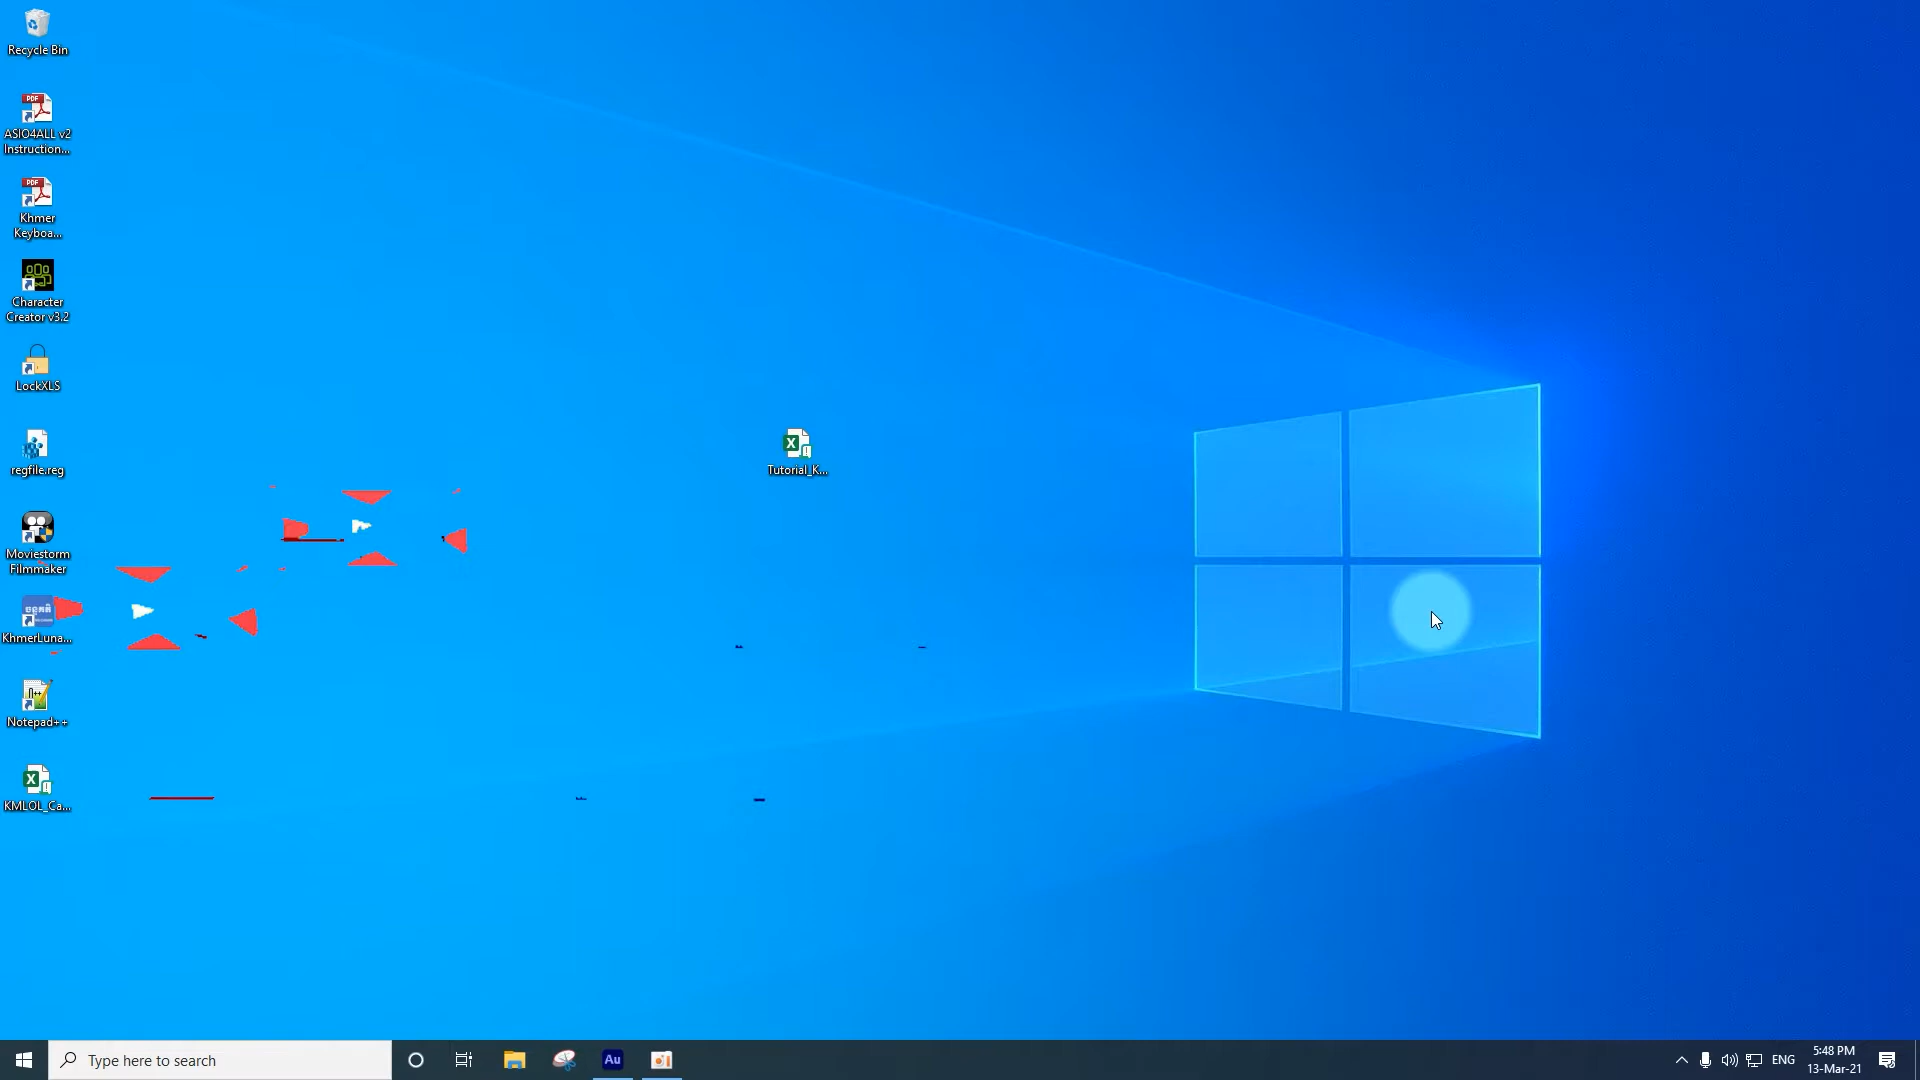 Recycle Bin
ASIO4ALL v2
Instruction...
Khmer
Keyboa...
Character
Creator v3.2
LockXLS
regfile.reg
Moviestorm
Filmmaker
KhmerLuna...
Notepad++
KMLOL_Ca...
Tutorial_K...
Type here to search
Au
ENG
5:48 PM
13-Mar-21